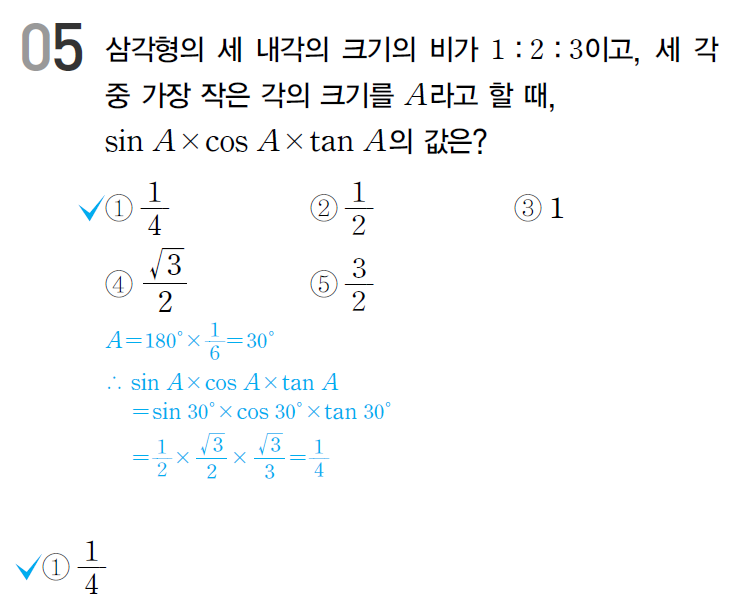 05 삼각형의 세 내각의 크기의 비가 1 : 2 : 3이고, 세 각
중 가장 작은 각의 크기를 A라고 할 때,
sin A×cos A×tan A의 값은?
✓① 1/4 ② 1/2 ③ 1
④ √3/2 ⑤ 3/2
A=180°×1/6=30°
∴ sin A×cos A×tan A
=sin 30°×cos 30°×tan 30°
=1/2×√3/2×√3/3=1/4
✓① 1/4